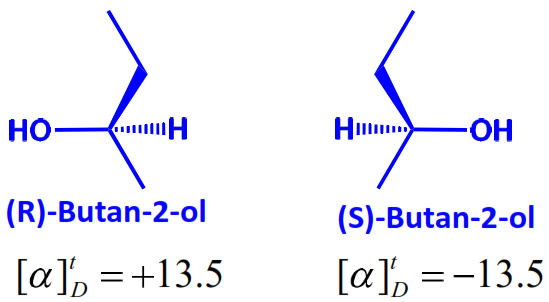 HO H H OH
(R)-Butan-2-ol (S)-Butan-2-ol
[α]ᵗ_D = +13.5 [α]ᵗ_D = −13.5